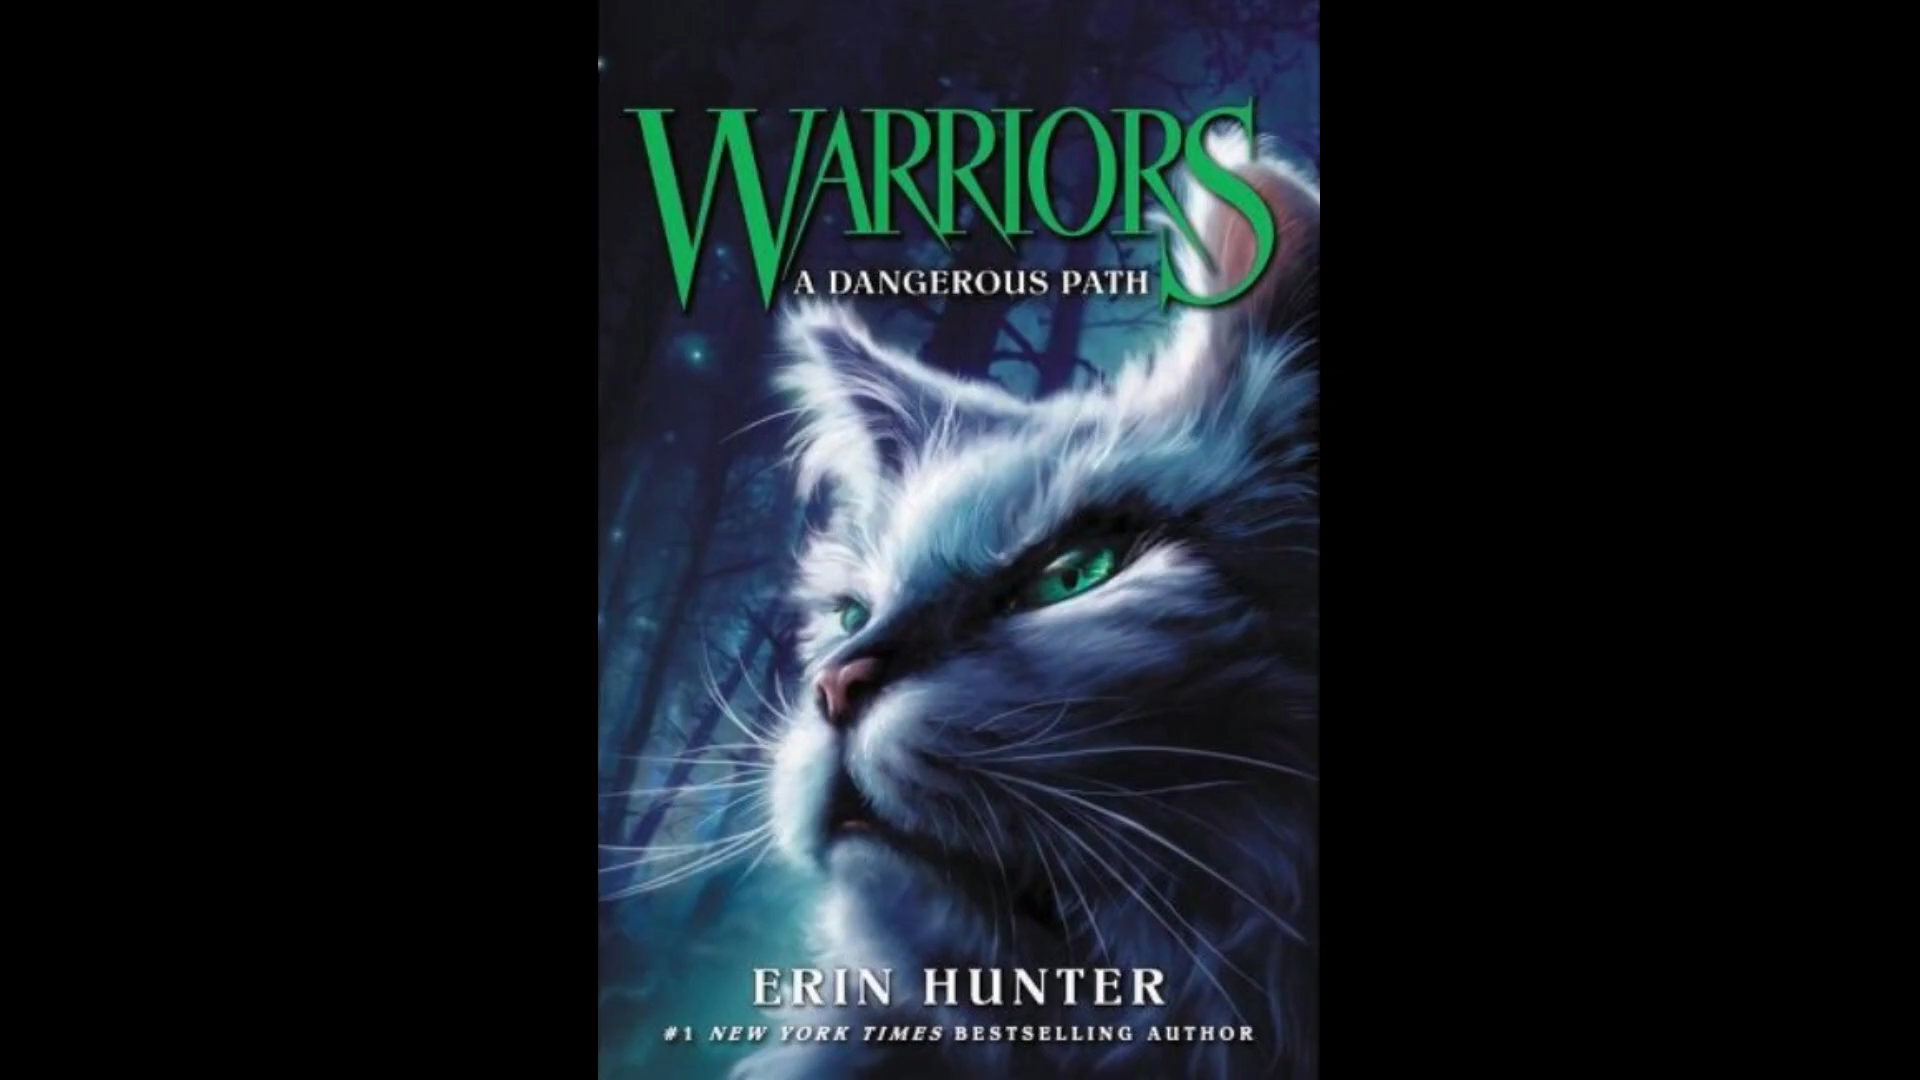 WARRIORS
A DANGEROUS PATH
ERIN HUNTER
#1 NEW YORK TIMES BESTSELLING AUTHOR